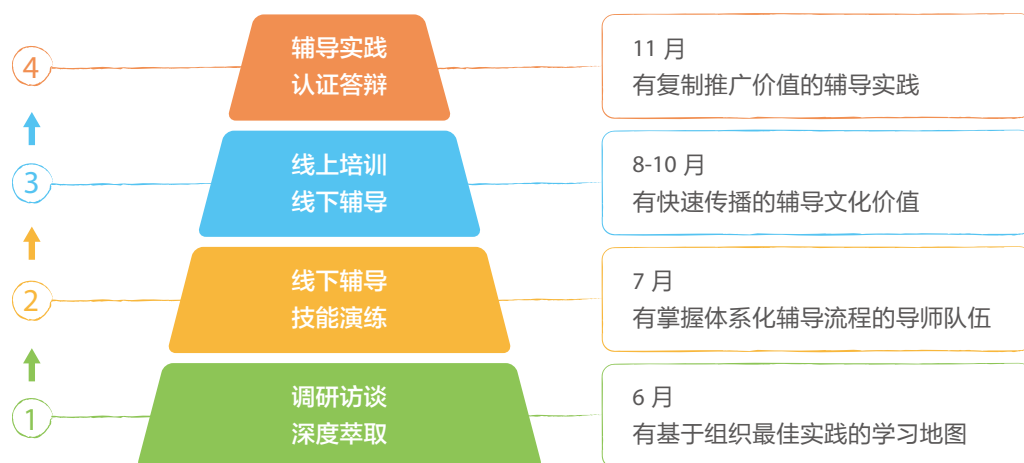 4
辅导实践
认证答辩
11 月
有复制推广价值的辅导实践
3
线上培训
线下辅导
8-10 月
有快速传播的辅导文化价值
2
线下辅导
技能演练
7 月
有掌握体系化辅导流程的导师队伍
1
调研访谈
深度萃取
6 月
有基于组织最佳实践的学习地图